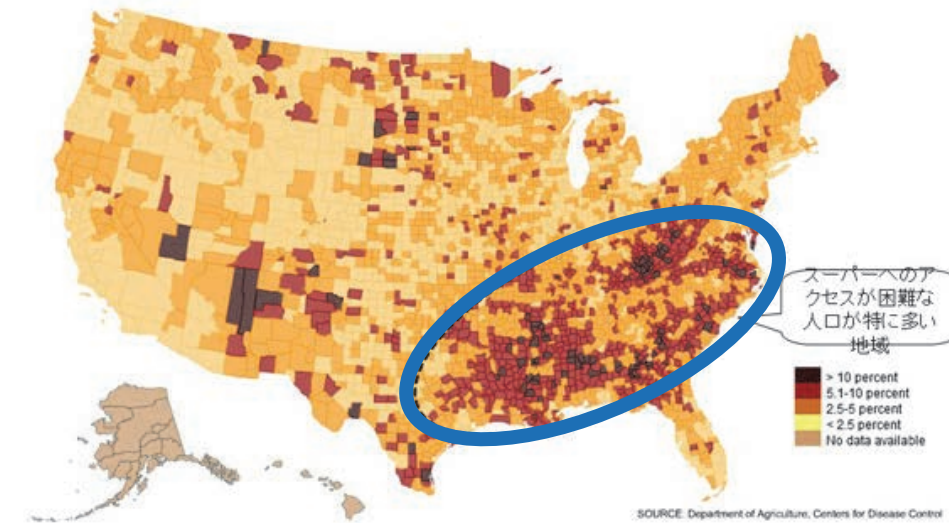 スーパーへのア
クセスが困難な
人口が特に多い
地域
> 10 percent
5.1-10 percent
2.5-5 percent
< 2.5 percent
No data available
SOURCE: Department of Agriculture, Centers for Disease Control